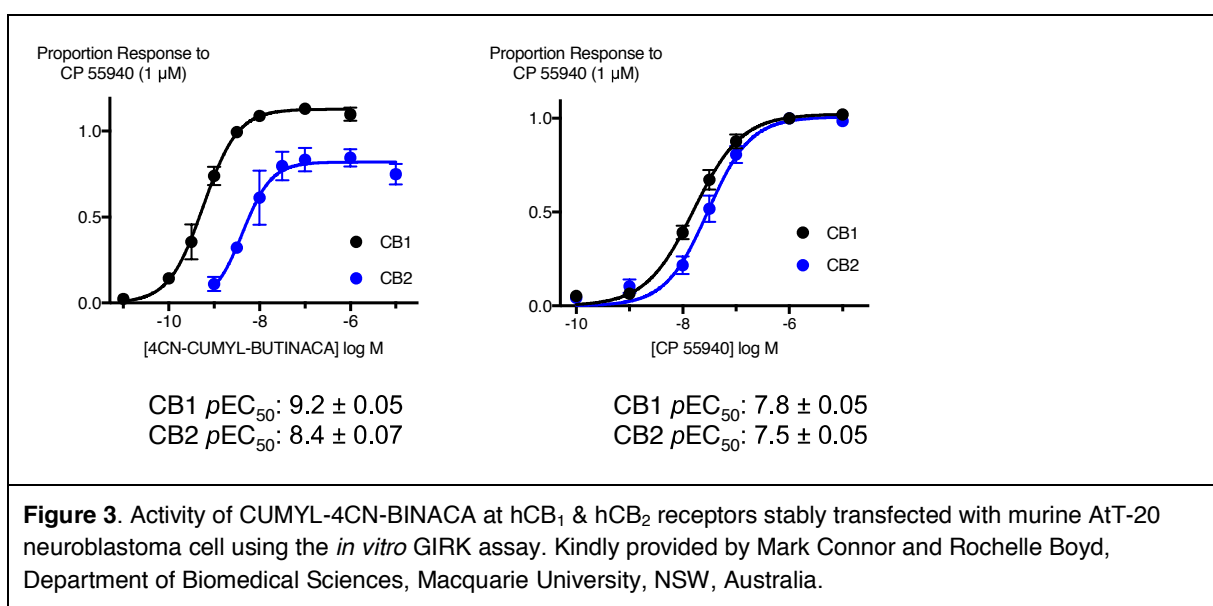 Proportion Response to
CP 55940 (1 µM)
1.0
0.5
0.0
-10
-8
-6
CB1
CB2
[4CN-CUMYL-BUTINACA] log M
CB1 pEC50: 9.2 ± 0.05
CB2 pEC50: 8.4 ± 0.07
Proportion Response to
CP 55940 (1 µM)
1.0
0.5
0.0
-10
-8
-6
CB1
CB2
[CP 55940] log M
CB1 pEC50: 7.8 ± 0.05
CB2 pEC50: 7.5 ± 0.05
Figure 3. Activity of CUMYL-4CN-BINACA at hCB1 & hCB2 receptors stably transfected with murine AtT-20
neuroblastoma cell using the in vitro GIRK assay. Kindly provided by Mark Connor and Rochelle Boyd,
Department of Biomedical Sciences, Macquarie University, NSW, Australia.